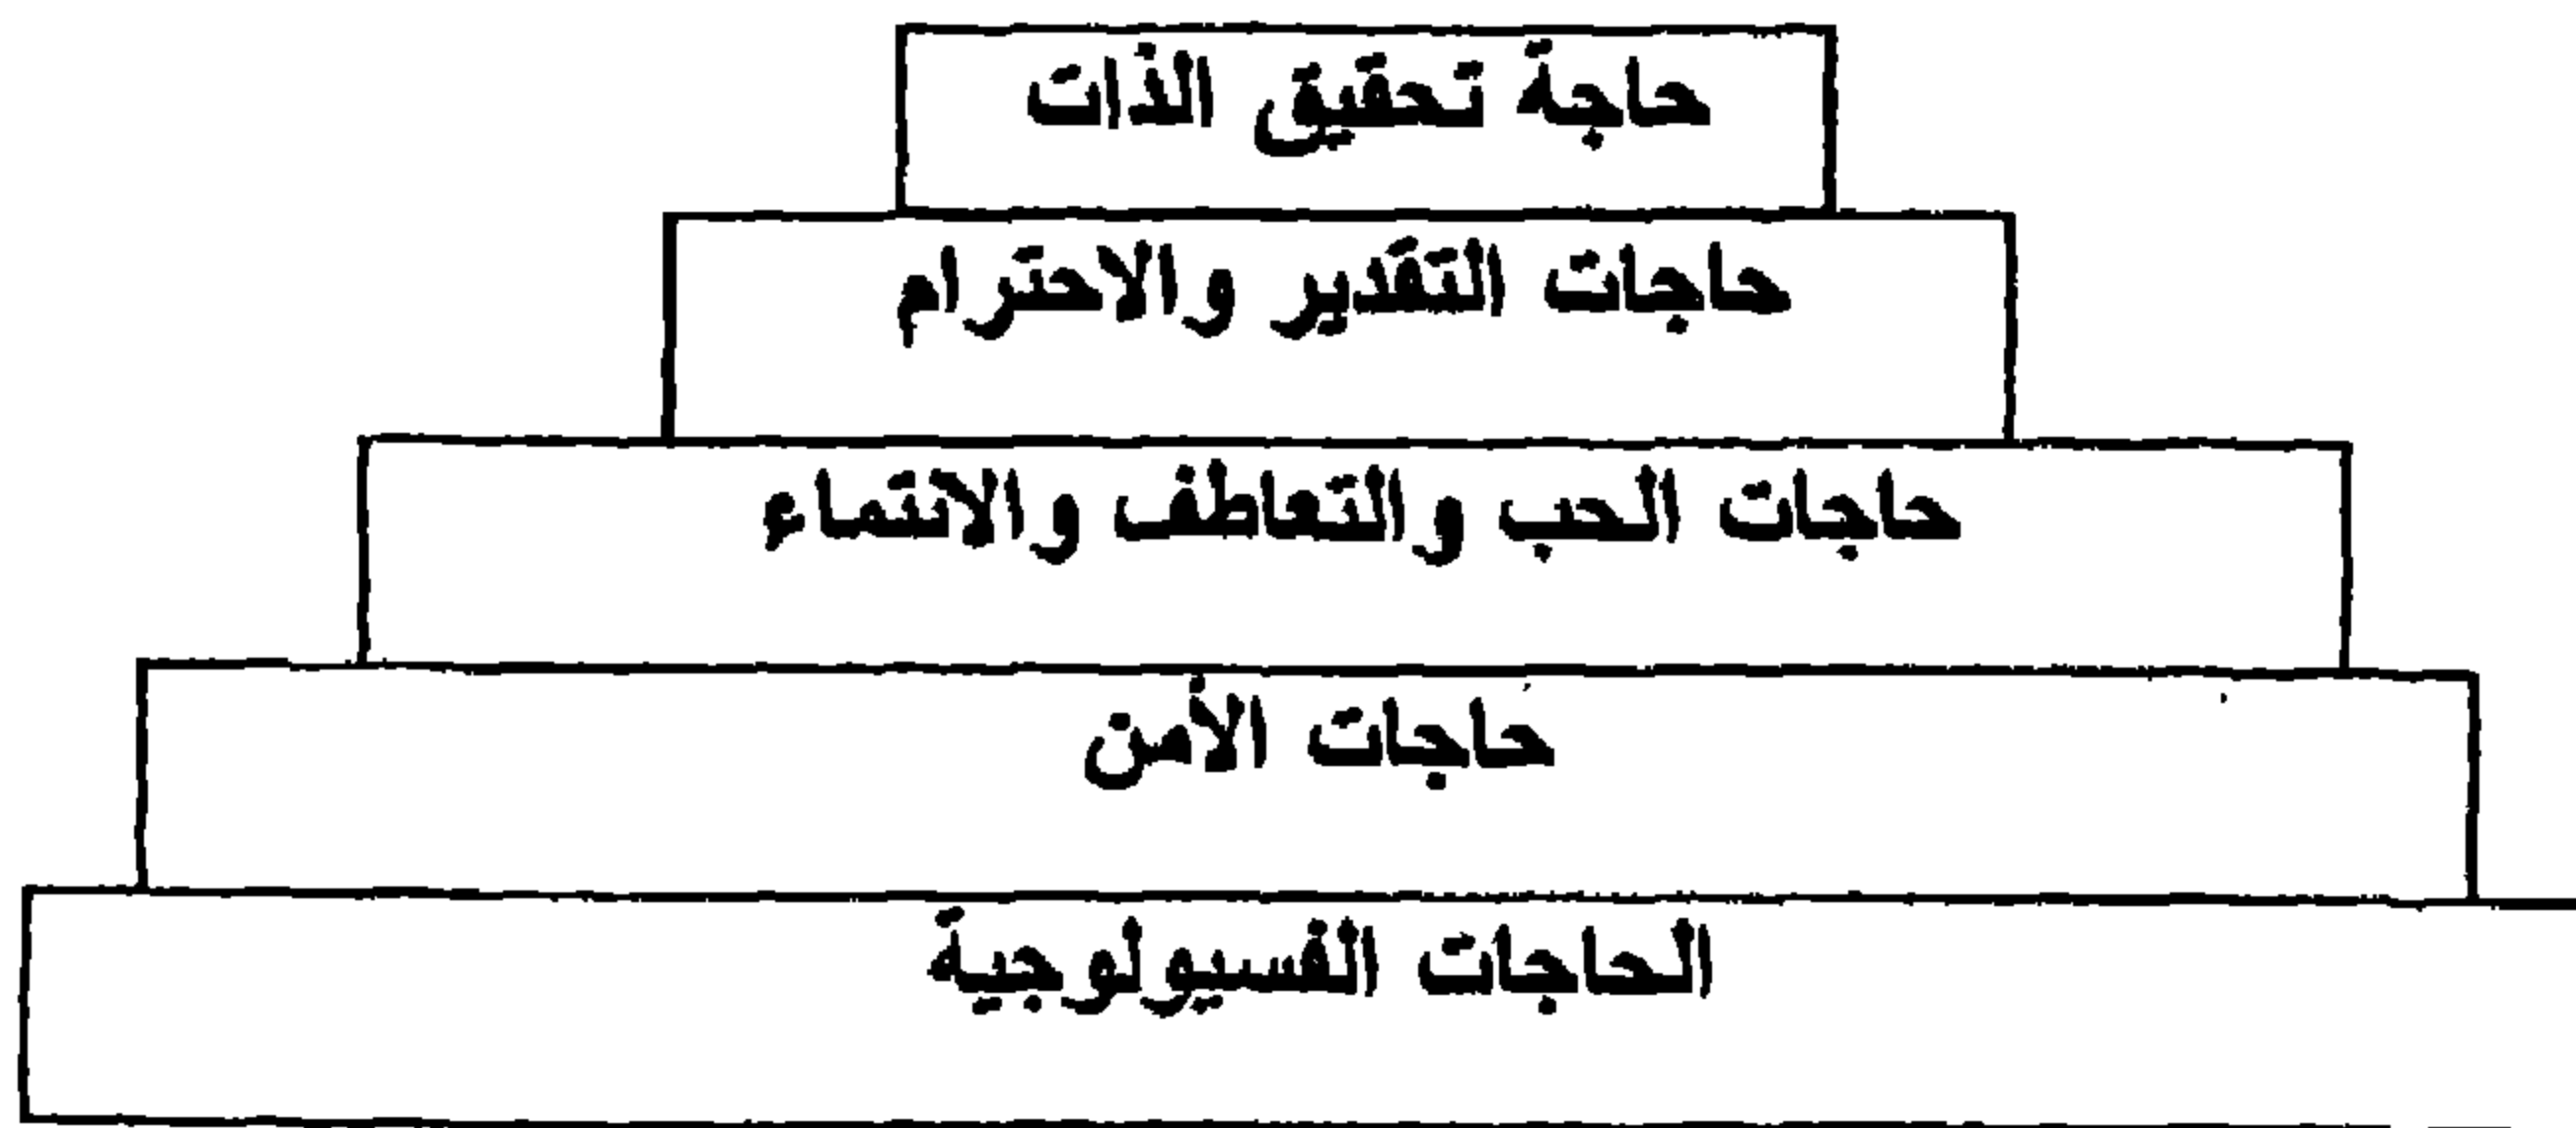 حاجة تحقيق الذات
حاجات التقدير والاحترام
حاجات الحب والتعاطف والانتماء
حاجات الأمن
الحاجات الفسيولوجية